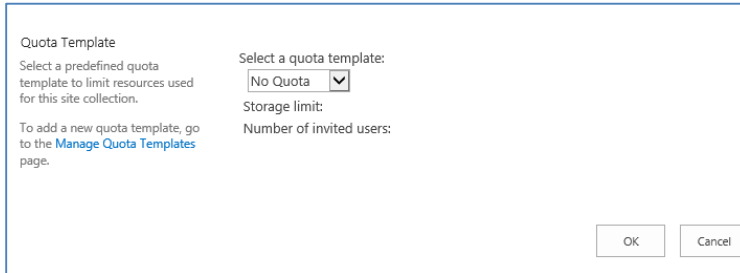 Quota Template
Select a predefined quota
template to limit resources used
for this site collection.
To add a new quota template, go
to the Manage Quota Templates
page.
Select a quota template:
No Quota
Storage limit:
Number of invited users:
OK
Cancel